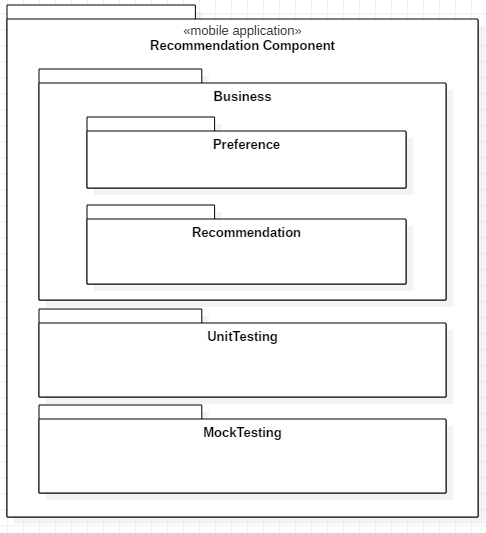 «mobile application»
Recommendation Component
Business
Preference
Recommendation
UnitTesting
MockTesting